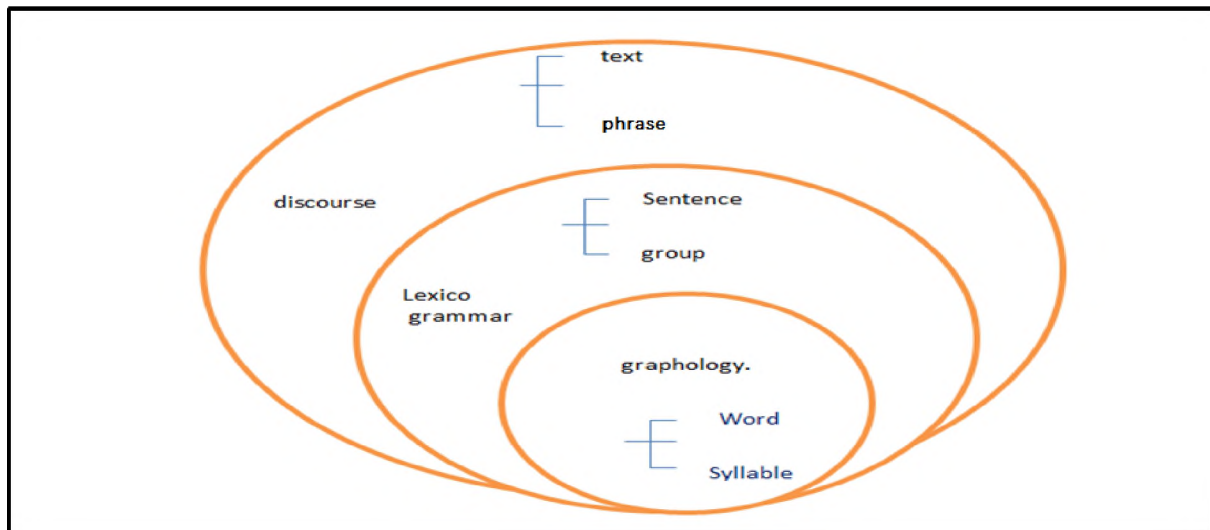 text
phrase
discourse
Sentence
group
Lexico
grammar
graphology.
Word
Syllable